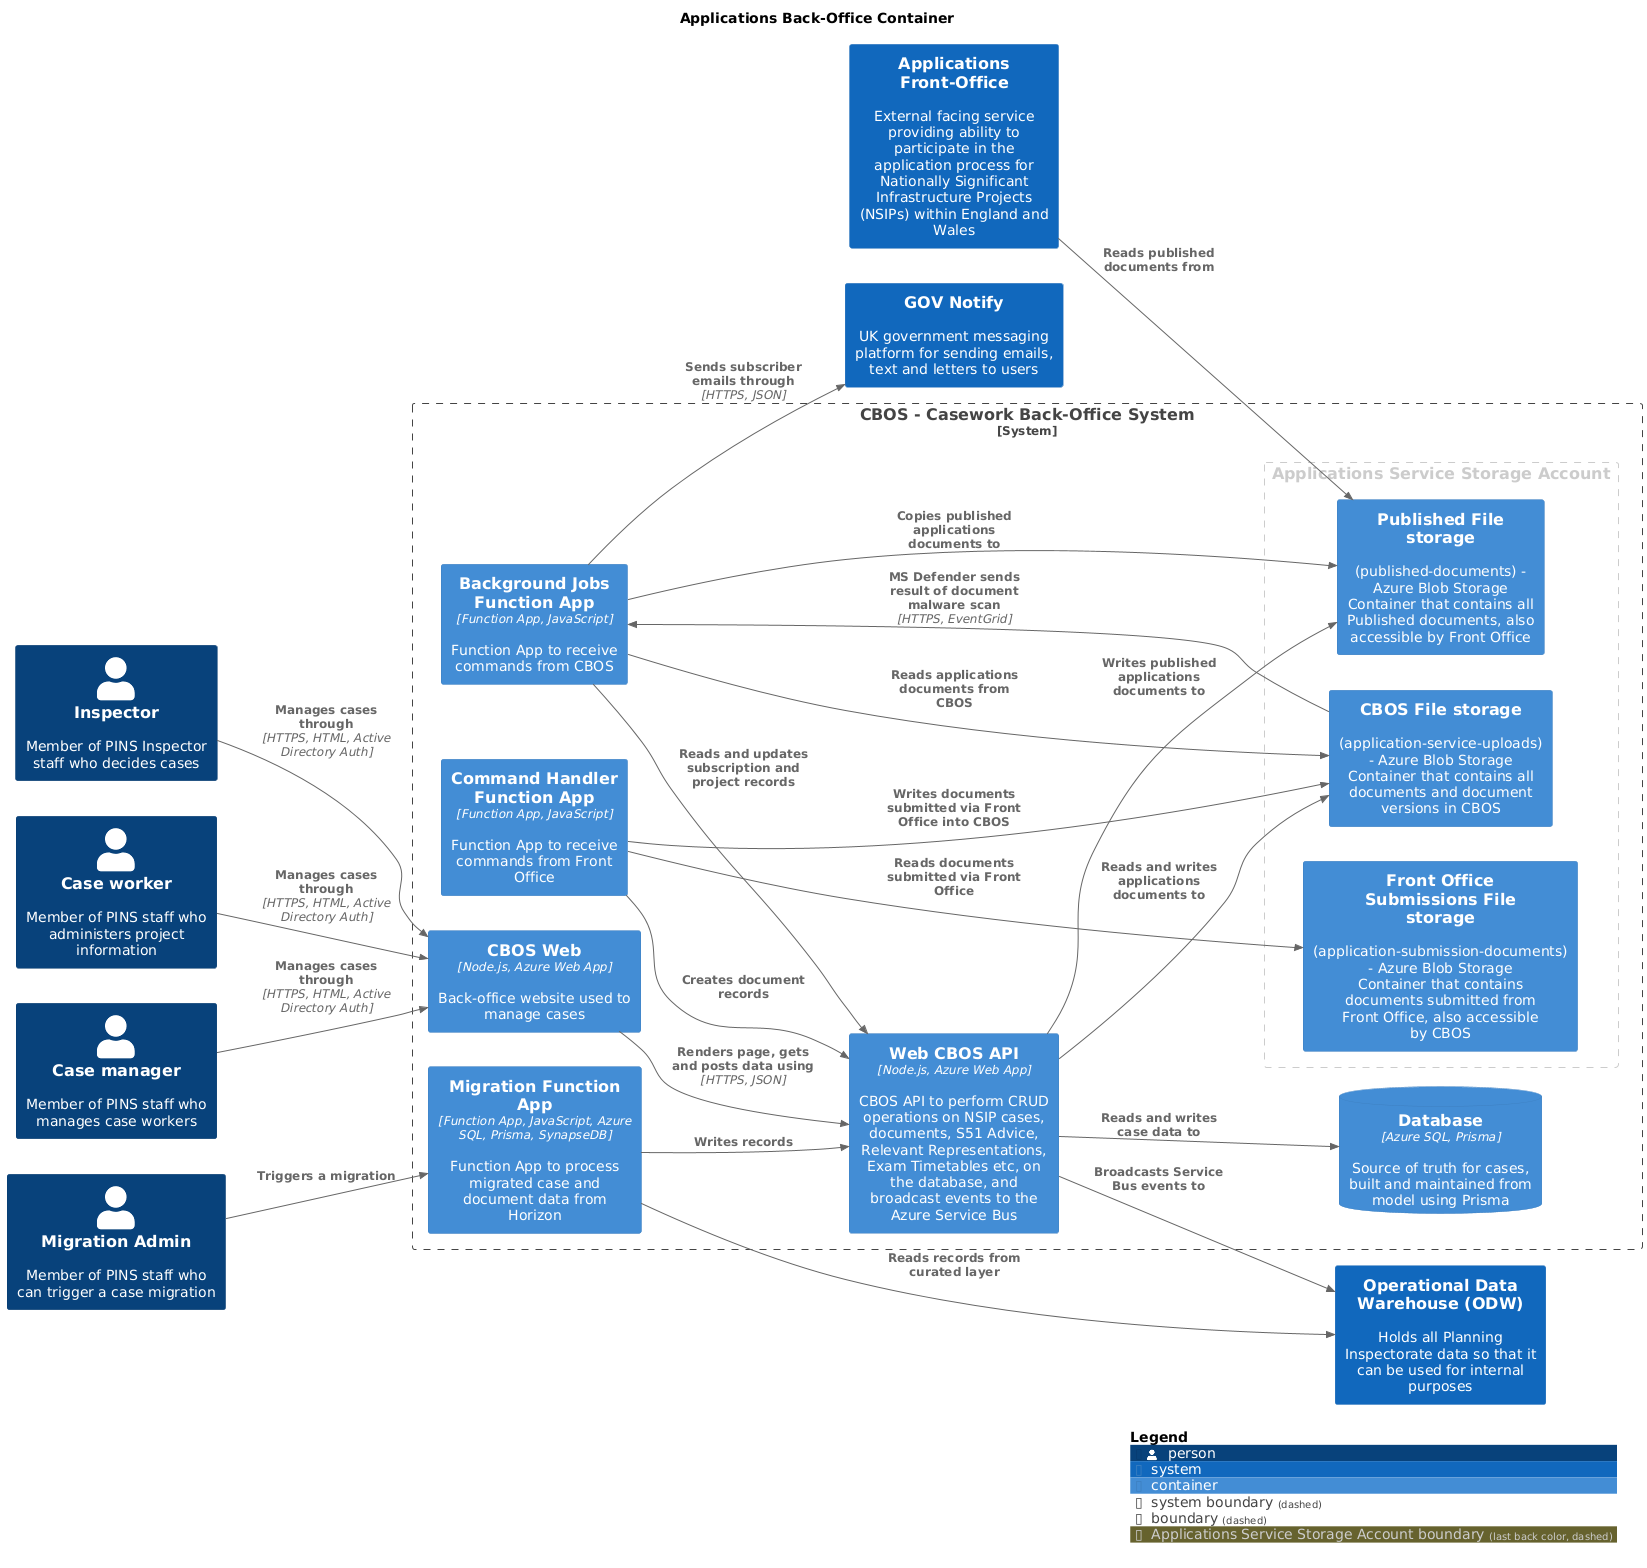 Applications Back-Office Container
Applications
Front-Office
External facing service
providing ability to
participate in the
application process for
Nationally Significant
Infrastructure Projects
(NSIPs) within England and
Wales
Reads published
documents from
GOV Notify
UK government messaging
platform for sending emails,
text and letters to users
Sends subscriber
emails through
[HTTPS, JSON]
CBOS - Casework Back-Office System
[System]
Applications Service Storage Account
Published File
storage
(published-documents) -
Azure Blob Storage
Container that contains all
Published documents, also
accessible by Front Office
Copies published
applications
documents to
Background Jobs
Function App
[Function App, JavaScript]
Function App to receive
commands from CBOS
MS Defender sends
result of document
malware scan
[HTTPS, EventGrid]
Writes published
applications
documents to
Reads applications
documents from
CBOS
CBOS File storage
(application-service-uploads)
- Azure Blob Storage
Container that contains all
documents and document
versions in CBOS
Inspector
Member of PINS Inspector
staff who decides cases
Manages cases
through
[HTTPS, HTML, Active
Directory Auth]
Reads and updates
subscription and
project records
Command Handler
Function App
[Function App, JavaScript]
Function App to receive
commands from Front
Office
Writes documents
submitted via Front
Office into CBOS
Reads documents
submitted via Front
Office
Reads and writes
applications
documents to
Front Office
Submissions File
storage
(application-submission-documents)
- Azure Blob Storage
Container that contains
documents submitted from
Front Office, also accessible
by CBOS
Case worker
Member of PINS staff who
administers project
information
Manages cases
through
[HTTPS, HTML, Active
Directory Auth]
CBOS Web
[Node.js, Azure Web App]
Back-office website used to
manage cases
Creates document
records
Manages cases
through
[HTTPS, HTML, Active
Directory Auth]
Case manager
Member of PINS staff who
manages case workers
Renders page, gets
and posts data using
[HTTPS, JSON]
Web CBOS API
[Node.js, Azure Web App]
CBOS API to perform CRUD
operations on NSIP cases,
documents, S51 Advice,
Relevant Representations,
Exam Timetables etc, on
the database, and
broadcast events to the
Azure Service Bus
Migration Function
App
[Function App, JavaScript, Azure
SQL, Prisma, SynapseDB]
Function App to process
migrated case and
document data from
Horizon
Writes records
Reads and writes
case data to
Database
[Azure SQL, Prisma]
Source of truth for cases,
built and maintained from
model using Prisma
Broadcasts Service
Bus events to
Triggers a migration
Migration Admin
Member of PINS staff who
can trigger a case migration
Reads records from
curated layer
Operational Data
Warehouse (ODW)
Holds all Planning
Inspectorate data so that it
can be used for internal
purposes
Legend
person
system
container
system boundary (dashed)
boundary (dashed)
Applications Service Storage Account boundary (last back color, dashed)